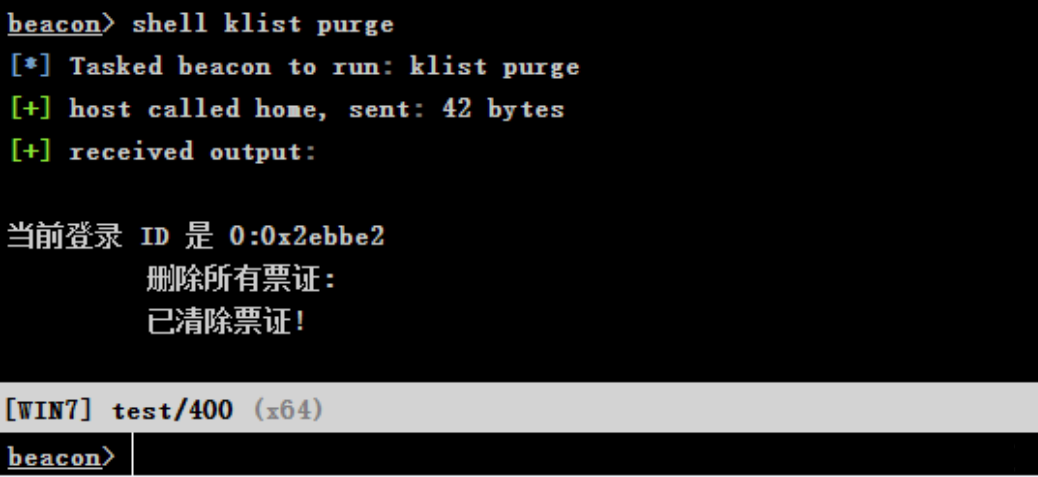 beacon> shell klist purge
[*] Tasked beacon to run: klist purge
[+] host called home, sent: 42 bytes
[+] received output:
当前登录 ID 是 0:0x2ebbe2
删除所有票证:
已清除票证!
[WIN7] test/400 (x64)
beacon>